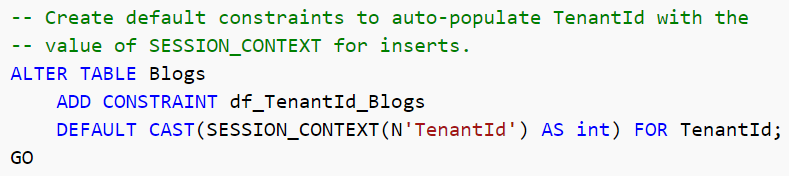 -- Create default constraints to auto-populate TenantId with the
-- value of SESSION_CONTEXT for inserts.
ALTER TABLE Blogs
    ADD CONSTRAINT df_TenantId_Blogs
    DEFAULT CAST(SESSION_CONTEXT(N'TenantId') AS int) FOR TenantId;
GO